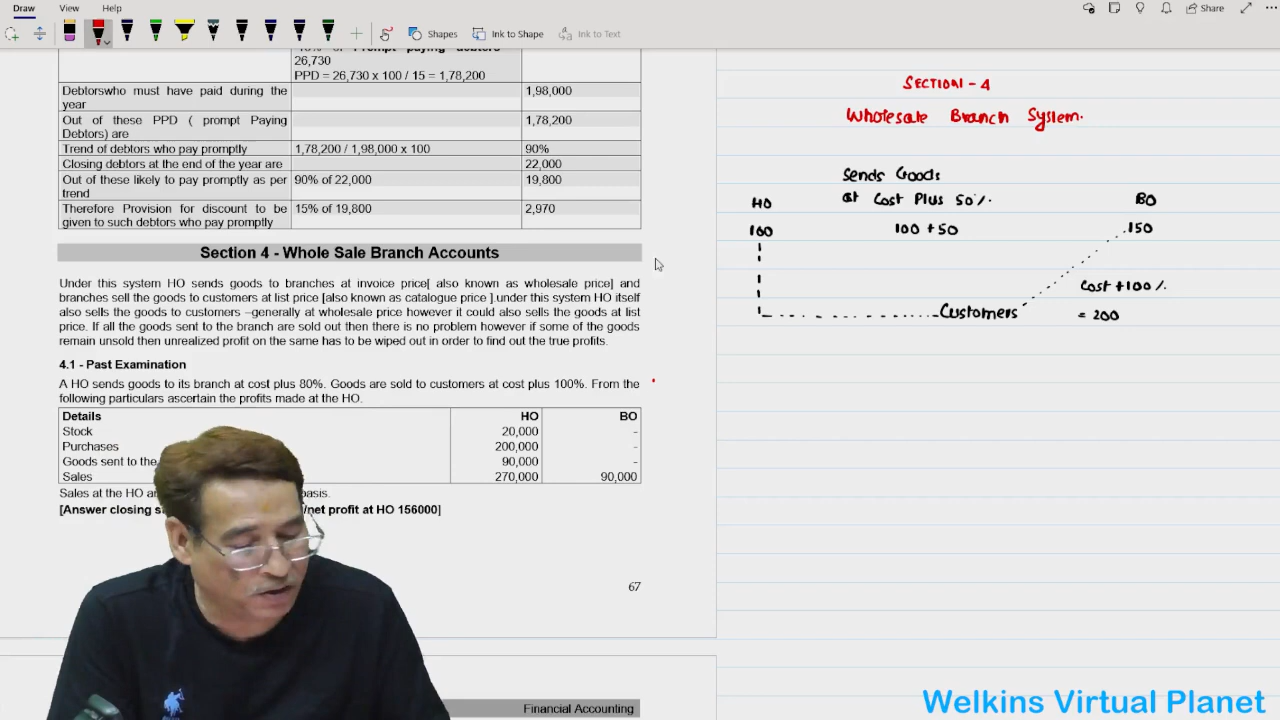 Draw View Help
Share
Shapes Ink to Shape Ink to Text
26,730
PPD = 26,730 x 100 / 15 = 1,78,200
Debtorswho must have paid during the year 1,98,000
Out of these PPD ( prompt Paying Debtors) are 1,78,200
Trend of debtors who pay promptly 1,78,200 / 1,98,000 x 100 90%
Closing debtors at the end of the year are 22,000
Out of these likely to pay promptly as per trend 90% of 22,000 19,800
Therefore Provision for discount to be given to such debtors who pay promptly 15% of 19,800 2,970
Section 4 - Whole Sale Branch Accounts
Under this system HO sends goods to branches at invoice price[ also known as wholesale price] and
branches sell the goods to customers at list price [also known as catalogue price ].under this system HO itself
also sells the goods to customers –generally at wholesale price however it could also sells the goods at list
price. If all the goods sent to the branch are sold out then there is no problem however if some of the goods
remain unsold then unrealized profit on the same has to be wiped out in order to find out the true profits.
4.1 - Past Examination
A HO sends goods to its branch at cost plus 80%. Goods are sold to customers at cost plus 100%. From the
following particulars ascertain the profits made at the HO.
Details HO BO
Stock 20,000 -
Purchases 200,000 -
Goods sent to the 90,000 -
Sales 270,000 90,000
Sales at the HO basis.
[Answer closing /net profit at HO 156000]
67
Financial Accounting
SECTION - 4
Wholesale Branch System.
Sends Goods
HO at Cost Plus 50% BO
100 100 + 50 150
Cost +100%
Customers = 200
Welkins Virtual Planet